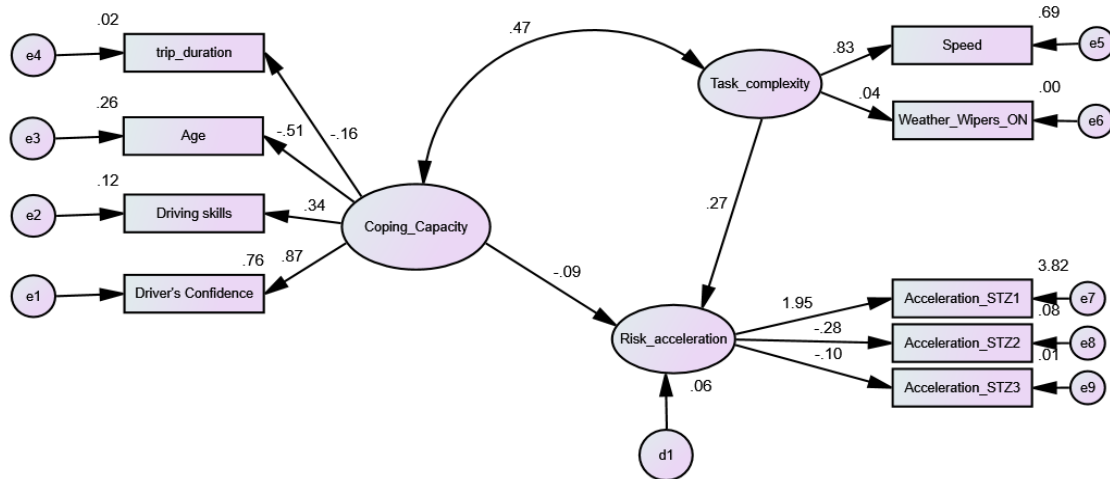 .02
e4
trip_duration
.26
e3
Age
.12
e2
Driving skills
.76
e1
Driver's Confidence
-.16
-.51
.34
.87
Coping_Capacity
.47
Task_complexity
.83
.04
.69
Speed
e5
.00
Weather_Wipers_ON
e6
.27
-.09
Risk_acceleration
.06
d1
1.95
-.28
-.10
3.82
Acceleration_STZ1
e7
.08
Acceleration_STZ2
e8
.01
Acceleration_STZ3
e9